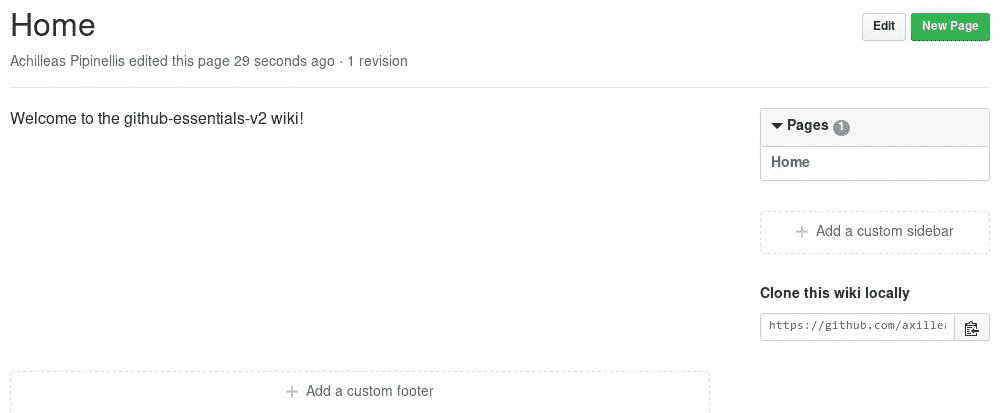 Home
Edit
New Page
Achilleas Pipinellis edited this page 29 seconds ago · 1 revision
Welcome to the github-essentials-v2 wiki!
Pages 1
Home
Add a custom sidebar
Clone this wiki locally
https://github.com/axillea
Add a custom footer